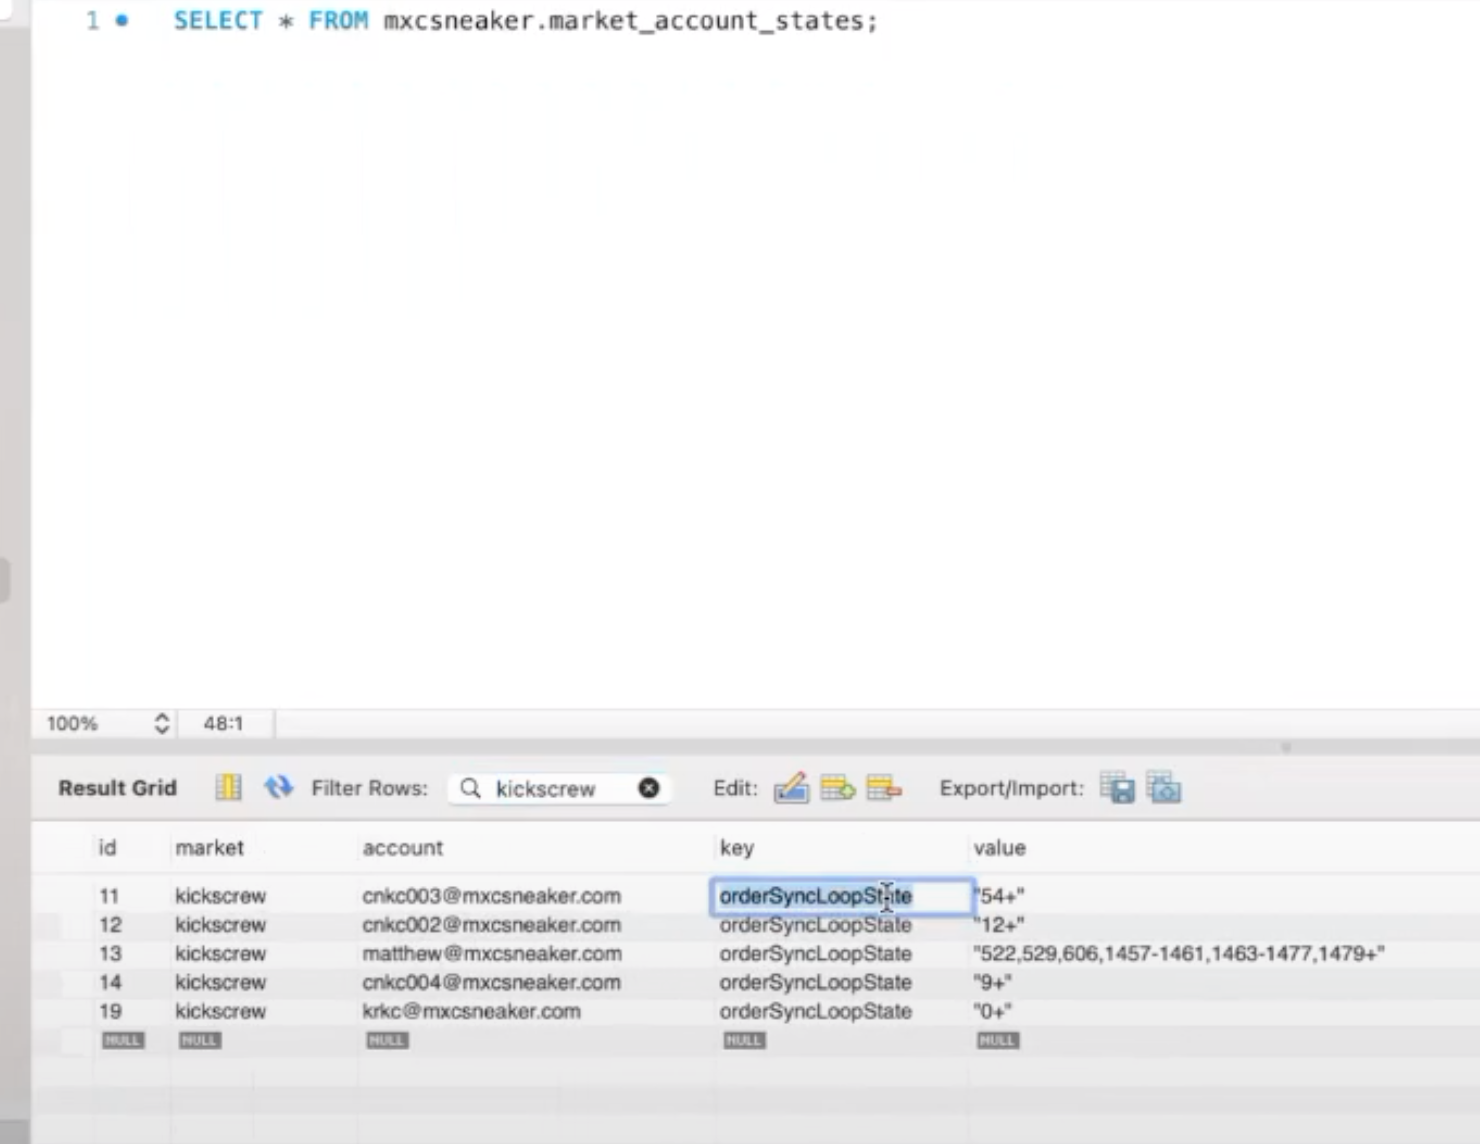 1 SELECT * FROM mxcsneaker.market_account_states;
100% 48:1
Result Grid Filter Rows: kickscrew Edit: Export/Import:
id market account key value
11 kickscrew cnkc003@mxcsneaker.com orderSyncLoopState "54+"
12 kickscrew cnkc002@mxcsneaker.com orderSyncLoopState "12+"
13 kickscrew matthew@mxcsneaker.com orderSyncLoopState "522,529,606,1457-1461,1463-1477,1479+"
14 kickscrew cnkc004@mxcsneaker.com orderSyncLoopState "9+"
19 kickscrew krkc@mxcsneaker.com orderSyncLoopState "0+"
NULL NULL NULL NULL NULL